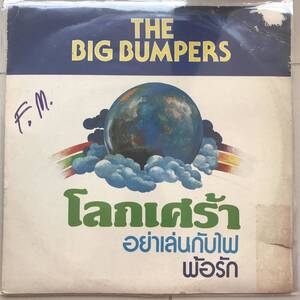 THE
BIG BUMPERS
F.M.
โลกเศร้า
อย่าเล่นกับไฟ
พ้อรัก